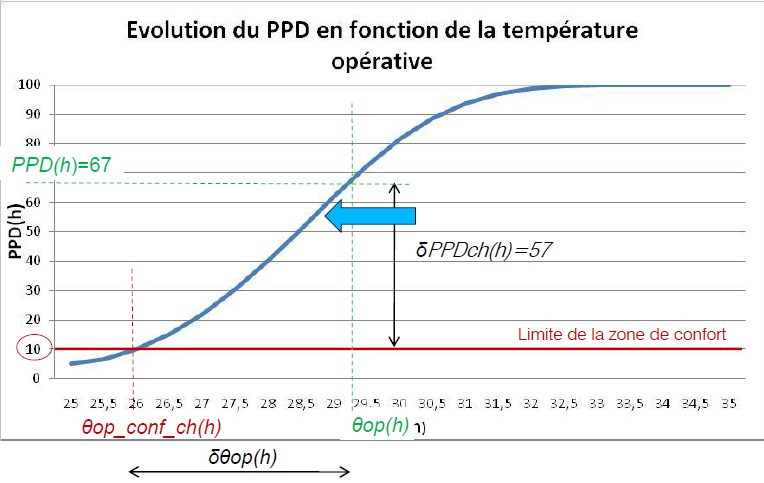 Evolution du PPD en fonction de la température
opérative
100
90
80
PPD(h)=67
60
50
40
30
20
10
0
PPD(h)
δPPDch(h)=57
Limite de la zone de confort
25 25,5 26 26,5 27 27,5 28 28,5 29 29,5 30 30,5 31 31,5 32 32,5 33 33,5 34 34,5 35
θop_conf_ch(h)
θop(h)
δθop(h)